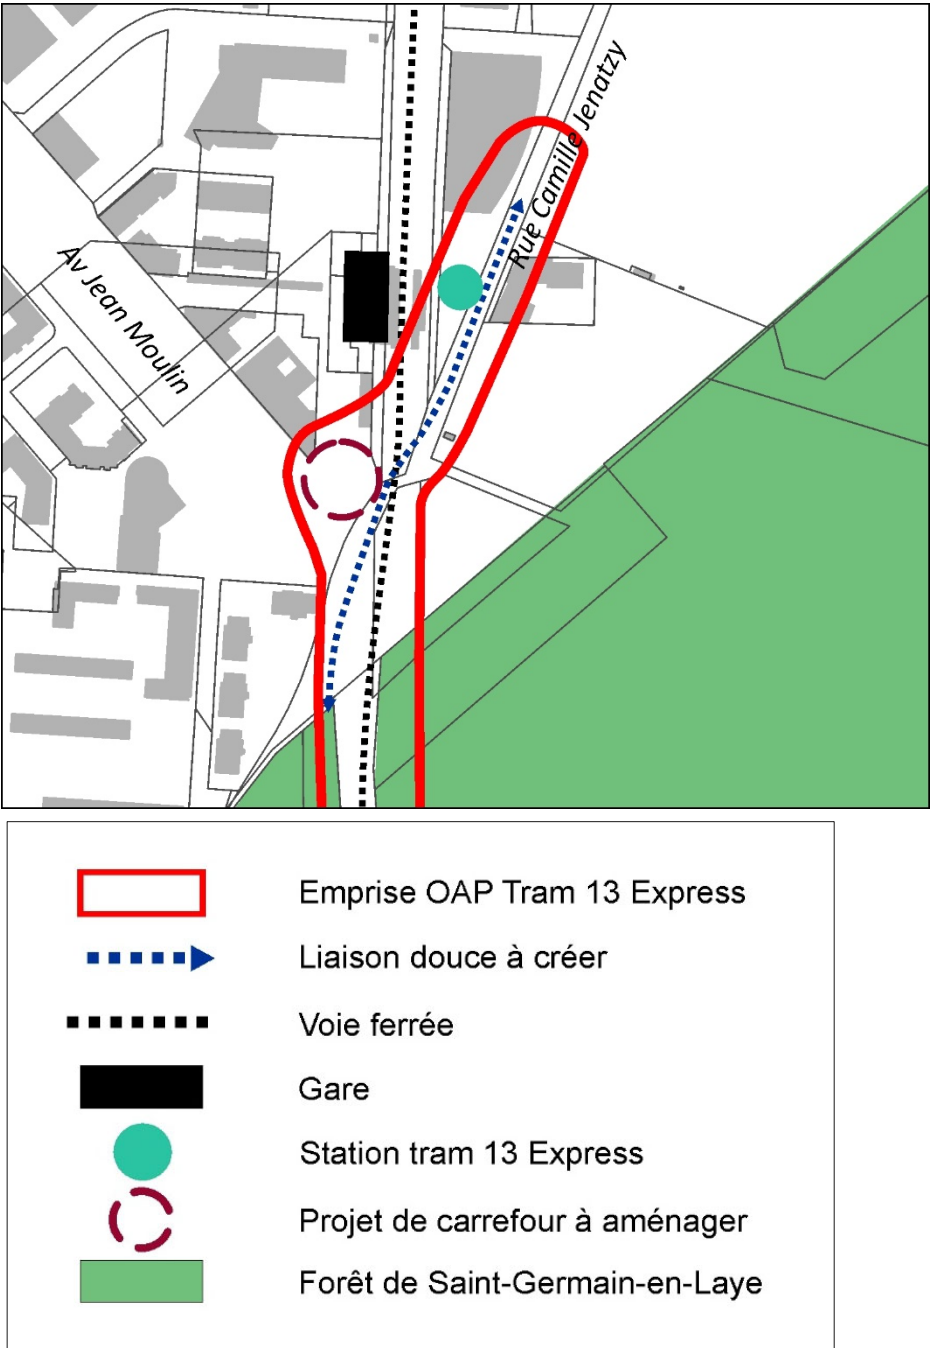 Rue Camille Jenatzy
Av Jean Moulin
Emprise OAP Tram 13 Express
Liaison douce à créer
Voie ferrée
Gare
Station tram 13 Express
Projet de carrefour à aménager
Forêt de Saint-Germain-en-Laye